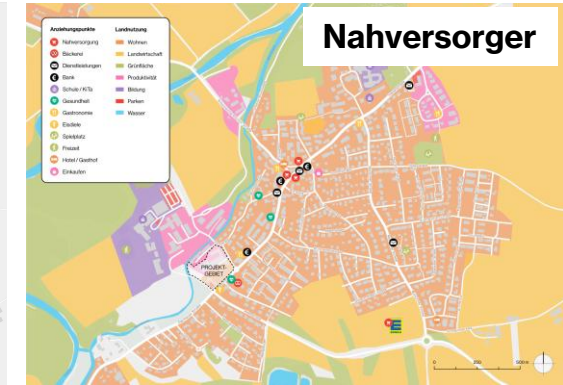 Nahversorger
Anziehungspunkte
Nahversorgung
Bäckerei
Dienstleistungen
Bank
Schule / KiTa
Gesundheit
Gastronomie
Eisdiele
Spielplatz
Freizeit
Hotel / Gasthof
Einkaufen
Landnutzung
Wohnen
Landwirtschaft
Grünfläche
Produktivität
Bildung
Parken
Wasser
PROJEKT-
GEBIET
0
250
500m